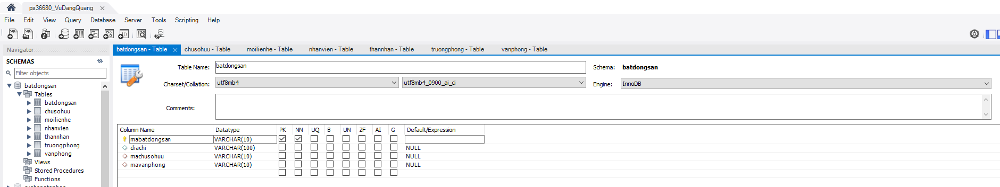 ps36680_VuDangQuang
File Edit View Query Database Server Tools Scripting Help
Navigator
SCHEMAS
Filter objects
batdongsan
Tables
batdongsan
chusohuu
moilienhe
nhanvien
thannhan
truongphong
vanphong
Views
Stored Procedures
Functions
batdongsan - Table chusohuu - Table moilienhe - Table nhanvien - Table thannhan - Table truongphong - Table vanphong - Table
Table Name: batdongsan Schema: batdongsan
Charset/Collation: utf8mb4 utf8mb4_0900_ai_ci Engine: InnoDB
Comments:
Column Name Datatype PK NN UQ B UN ZF AI G Default/Expression
mabatdongsan VARCHAR(10)
diachi VARCHAR(100) NULL
machusohuu VARCHAR(10) NULL
mavanphong VARCHAR(10) NULL